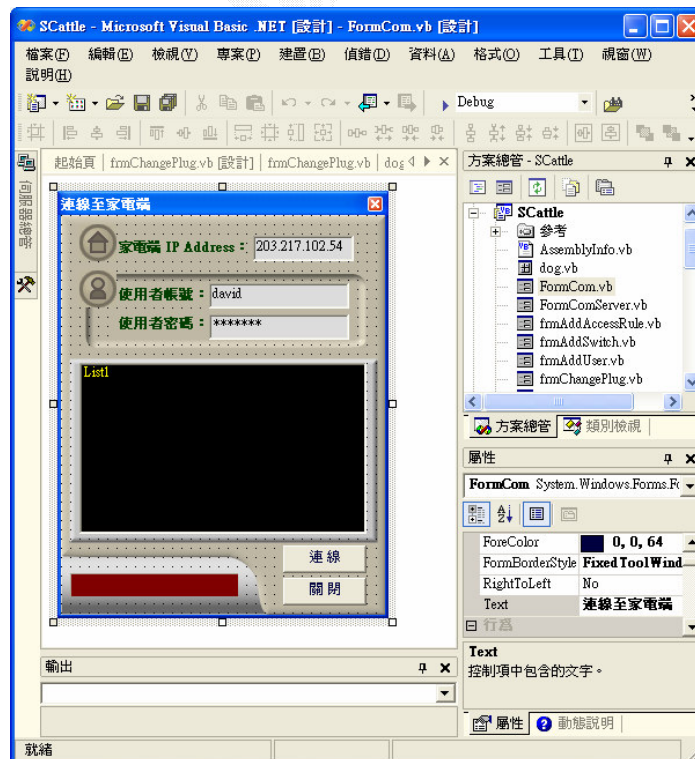 SCattle - Microsoft Visual Basic .NET [設計] - FormCom.vb [設計]
檔案(F) 編輯(E) 檢視(V) 專案(P) 建置(B) 偵錯(D) 資料(A) 格式(O) 工具(T) 視窗(W)
說明(H)
Debug
起始頁 | frmChangePlug.vb [設計] | frmChangePlug.vb | dog
伺服器總管
連線至家電端
家電端 IP Address： 203.217.102.54
使用者帳號： david
使用者密碼： *******
List1
連線
關閉
輸出
就緒
方案總管 - SCattle
SCattle
參考
AssemblyInfo.vb
dog.vb
FormCom.vb
FormComServer.vb
frmAddAccessRule.vb
frmAddSwitch.vb
frmAddUser.vb
frmChangePlug.vb
方案總管 類別檢視
屬性
FormCom System.Windows.Forms.Fo
ForeColor 0, 0, 64
FormBorderStyle FixedToolWind
RightToLeft No
Text 連線至家電端
行為
Text
控制項中包含的文字。
屬性 動態說明